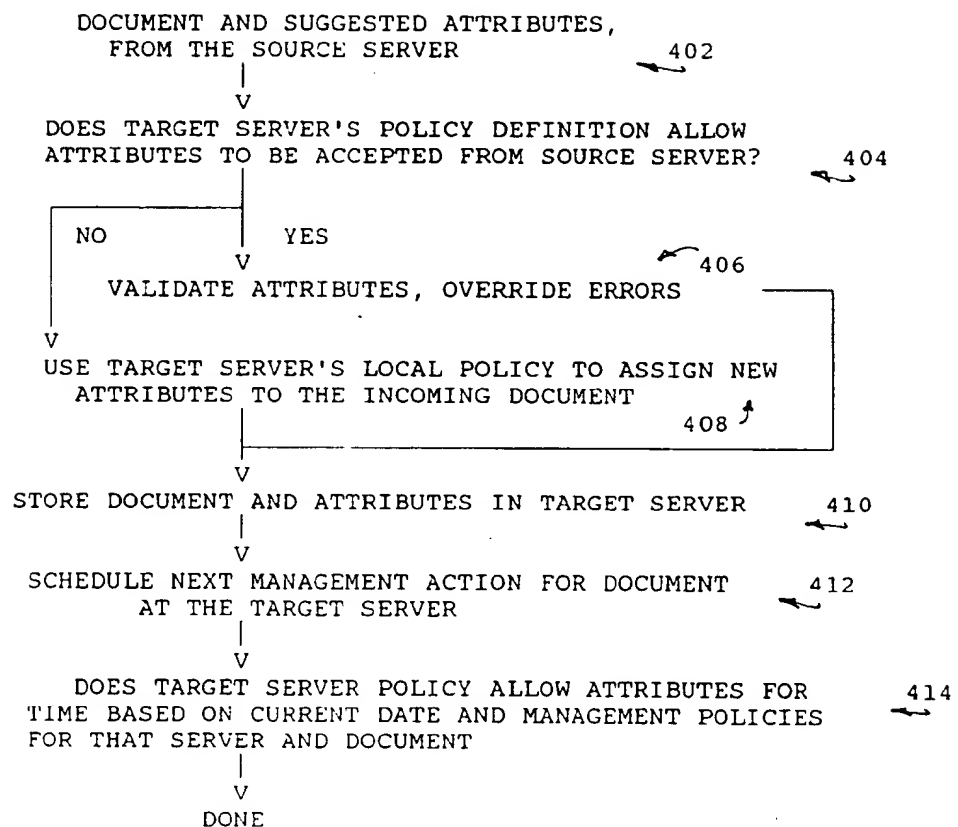 DOCUMENT AND SUGGESTED ATTRIBUTES,
FROM THE SOURCE SERVER 402
V
DOES TARGET SERVER'S POLICY DEFINITION ALLOW
ATTRIBUTES TO BE ACCEPTED FROM SOURCE SERVER? 404
NO YES
V
406
VALIDATE ATTRIBUTES, OVERRIDE ERRORS
V
USE TARGET SERVER'S LOCAL POLICY TO ASSIGN NEW
ATTRIBUTES TO THE INCOMING DOCUMENT
408
V
STORE DOCUMENT AND ATTRIBUTES IN TARGET SERVER 410
V
SCHEDULE NEXT MANAGEMENT ACTION FOR DOCUMENT 412
AT THE TARGET SERVER
V
DOES TARGET SERVER POLICY ALLOW ATTRIBUTES FOR 414
TIME BASED ON CURRENT DATE AND MANAGEMENT POLICIES
FOR THAT SERVER AND DOCUMENT
V
DONE